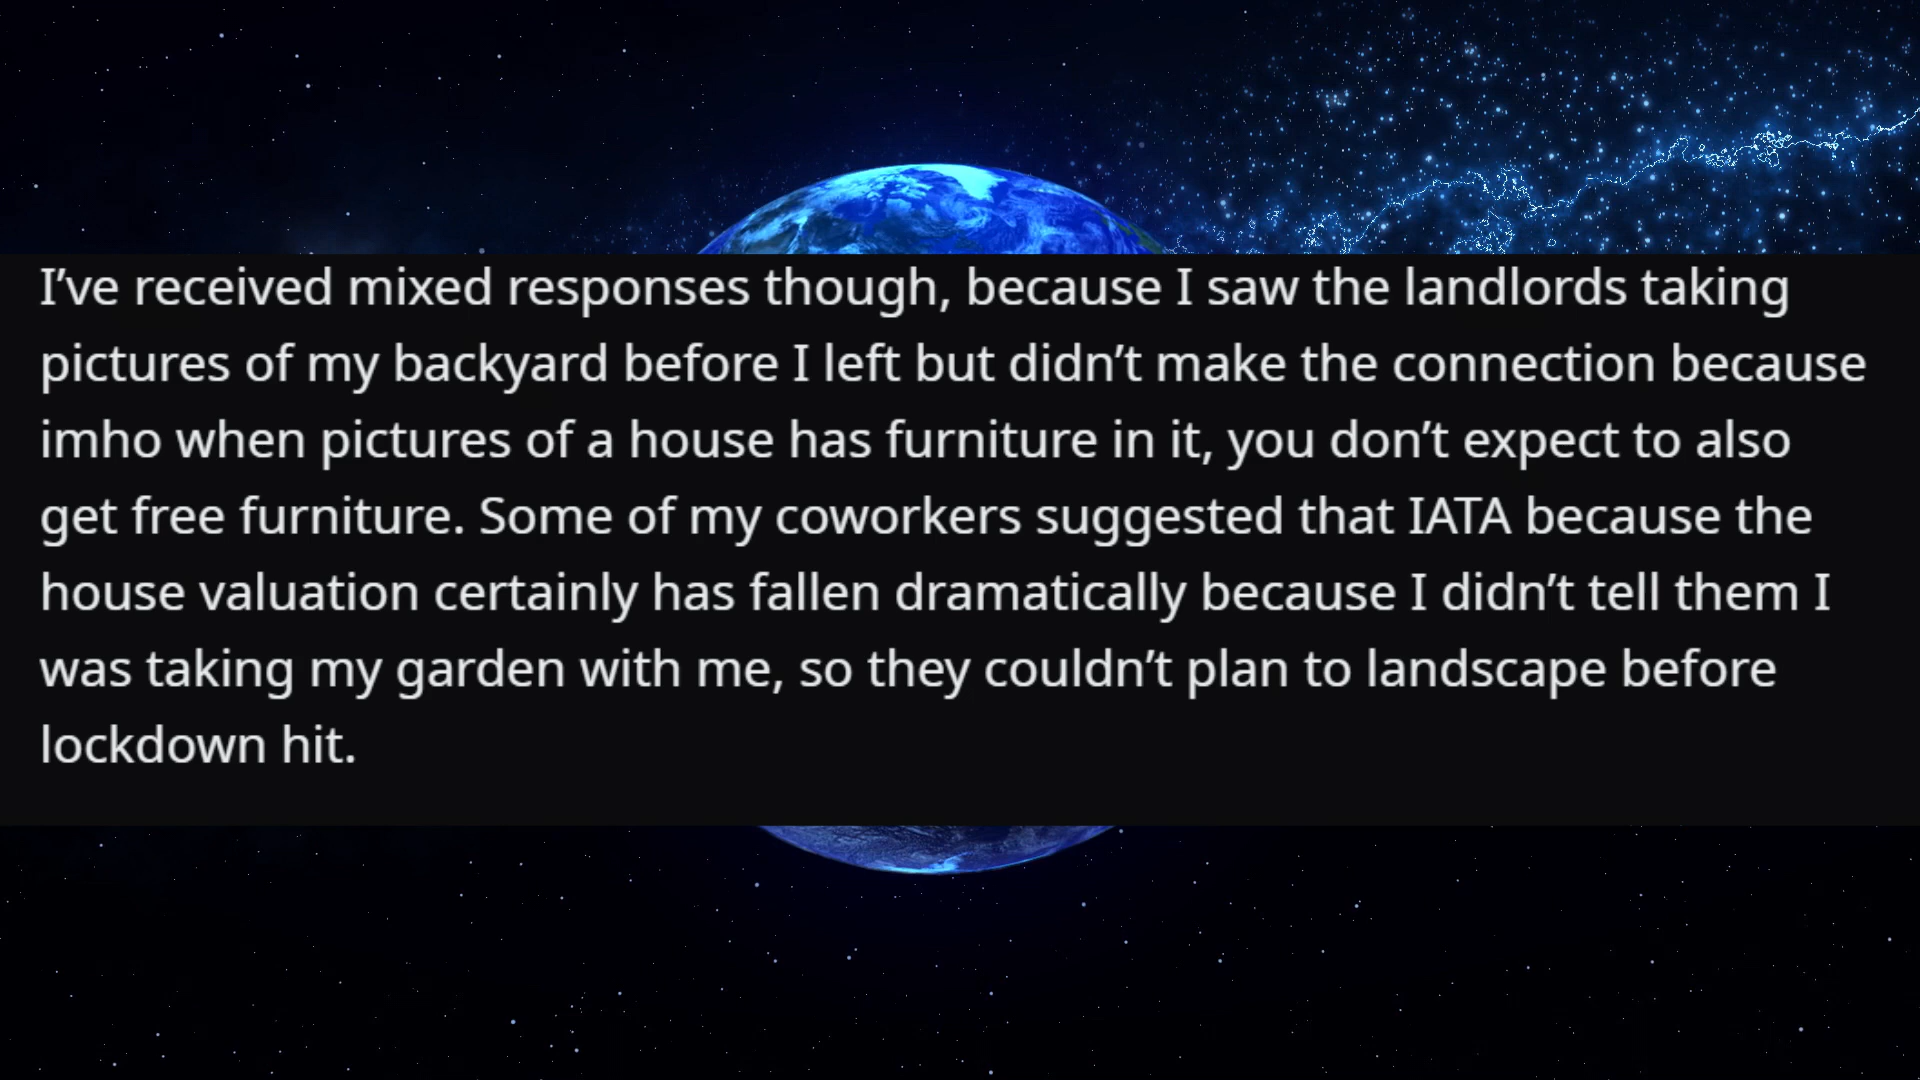 I’ve received mixed responses though, because I saw the landlords taking
pictures of my backyard before I left but didn’t make the connection because
imho when pictures of a house has furniture in it, you don’t expect to also
get free furniture. Some of my coworkers suggested that IATA because the
house valuation certainly has fallen dramatically because I didn’t tell them I
was taking my garden with me, so they couldn’t plan to landscape before
lockdown hit.